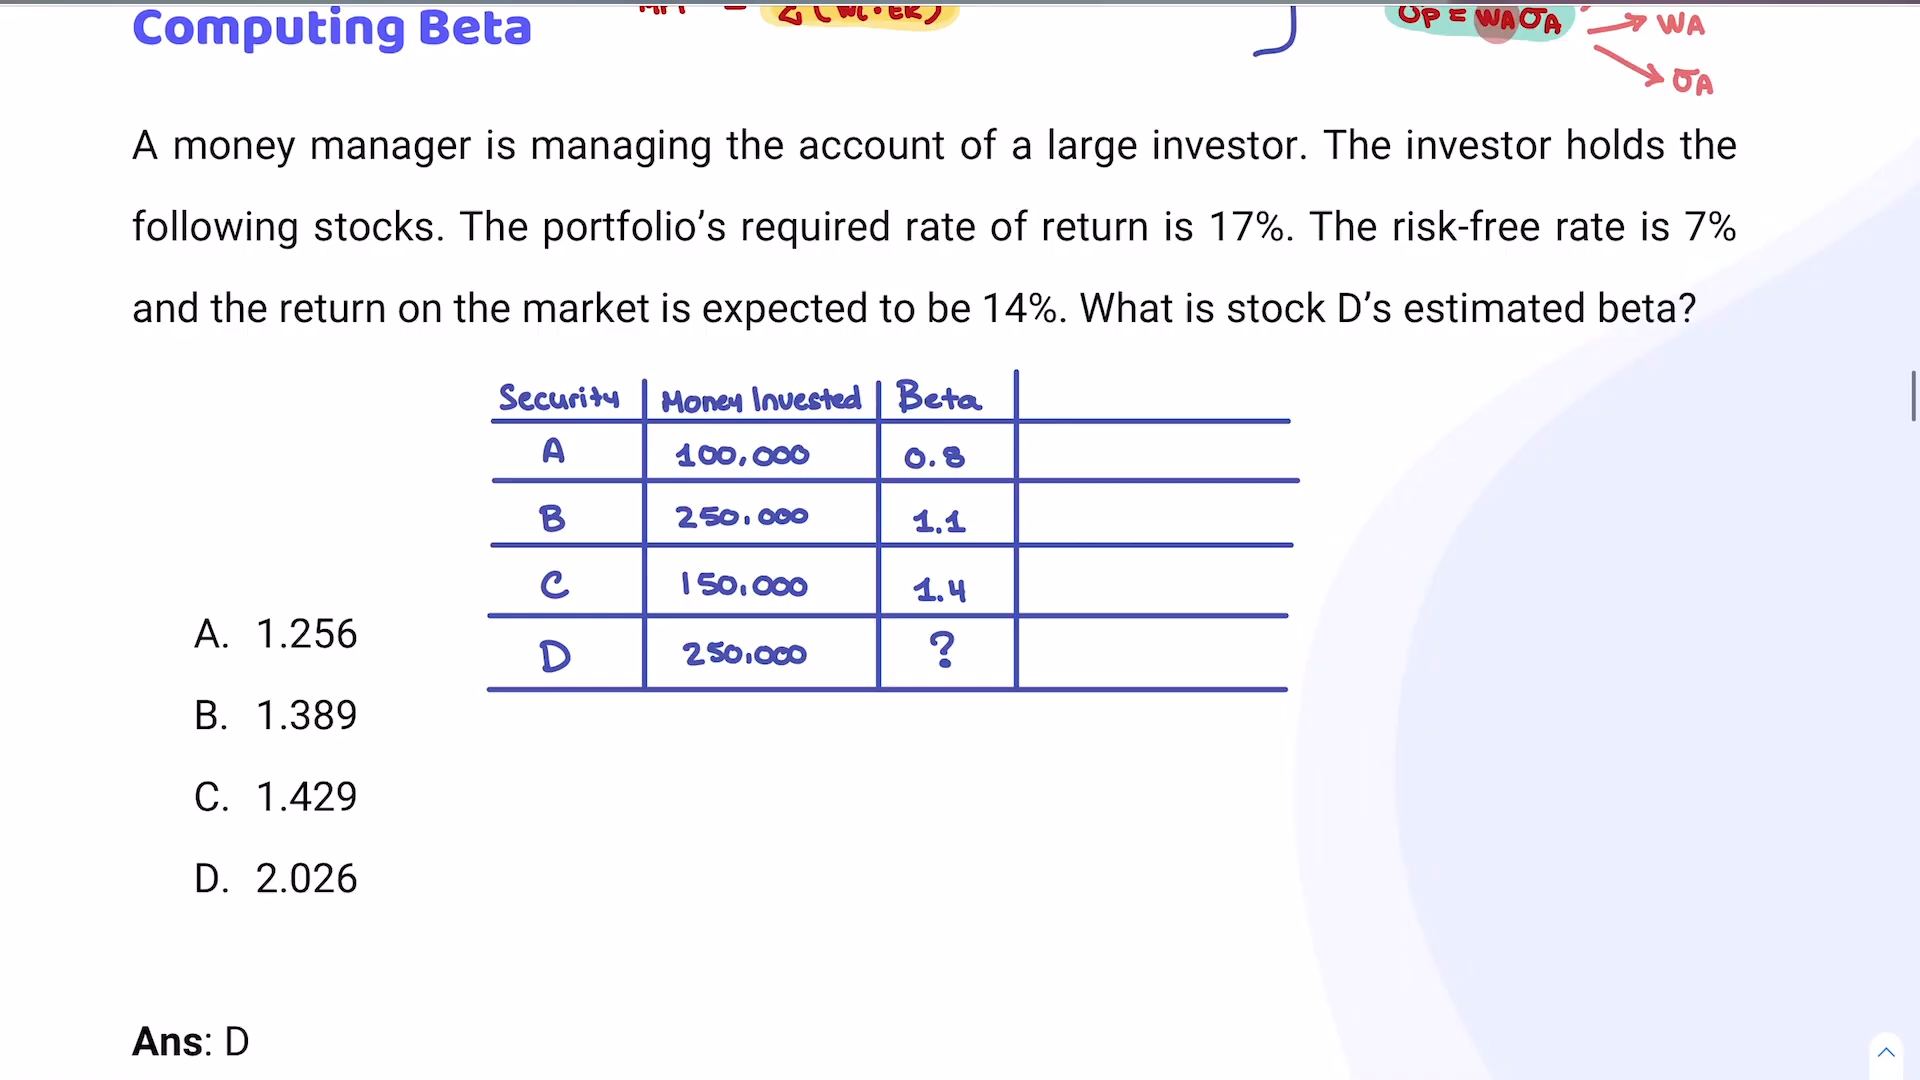 Computing Beta
Σ(Wi·ER)
σp = WAσA
WA
σA
A money manager is managing the account of a large investor. The investor holds the
following stocks. The portfolio’s required rate of return is 17%. The risk-free rate is 7%
and the return on the market is expected to be 14%. What is stock D’s estimated beta?
Security Money Invested Beta
A 100,000 0.8
B 250,000 1.1
C 150,000 1.4
D 250,000 ?
A. 1.256
B. 1.389
C. 1.429
D. 2.026
Ans: D